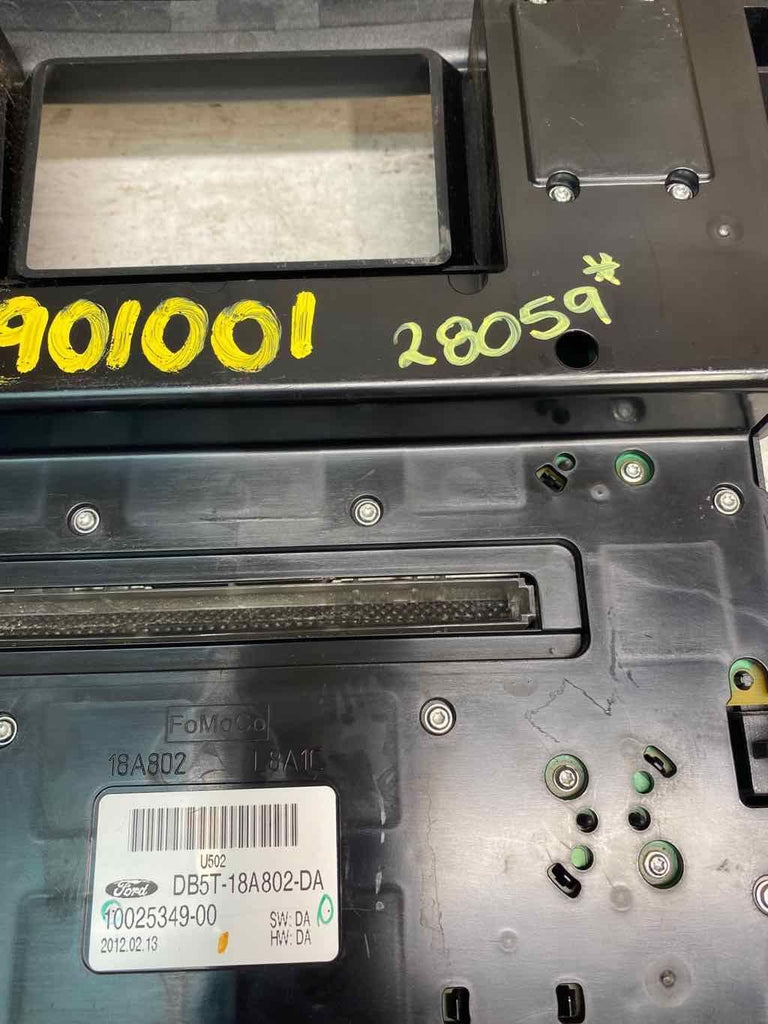 901001
28059*
FoMoCo
18A802
U502
Ford
DB5T-18A802-DA
10025349-00
SW: DA
2012.02.13
HW: DA